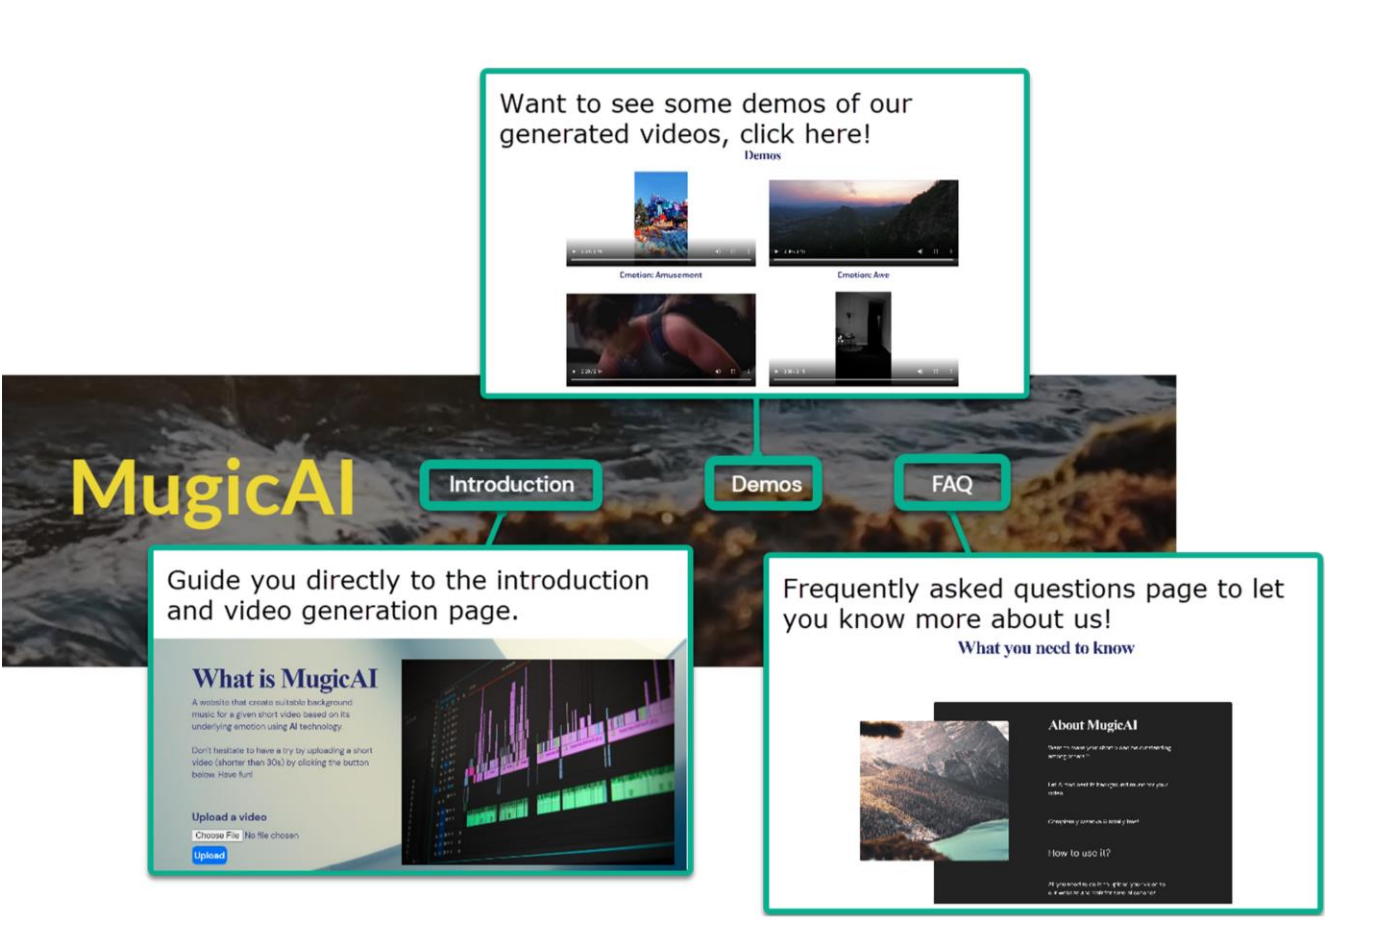 Want to see some demos of our
generated videos, click here!
Demos
Emotion: Amusement
Emotion: Awe
MugicAI
Introduction
Demos
FAQ
Guide you directly to the introduction
and video generation page.
What is MugicAI
A website that create suitable background
music for a given short video based on its
underlying emotion using AI technology.
Don't hesitate to have a try by uploading a short
video (shorter than 30s) by clicking the button
below. Have fun!
Upload a video
Choose File No file chosen
Upload
Frequently asked questions page to let
you know more about us!
What you need to know
About MugicAI
How to use it?